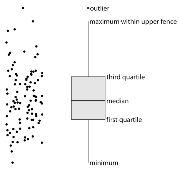 outlier
maximum within upper fence
third quartile
median
first quartile
minimum